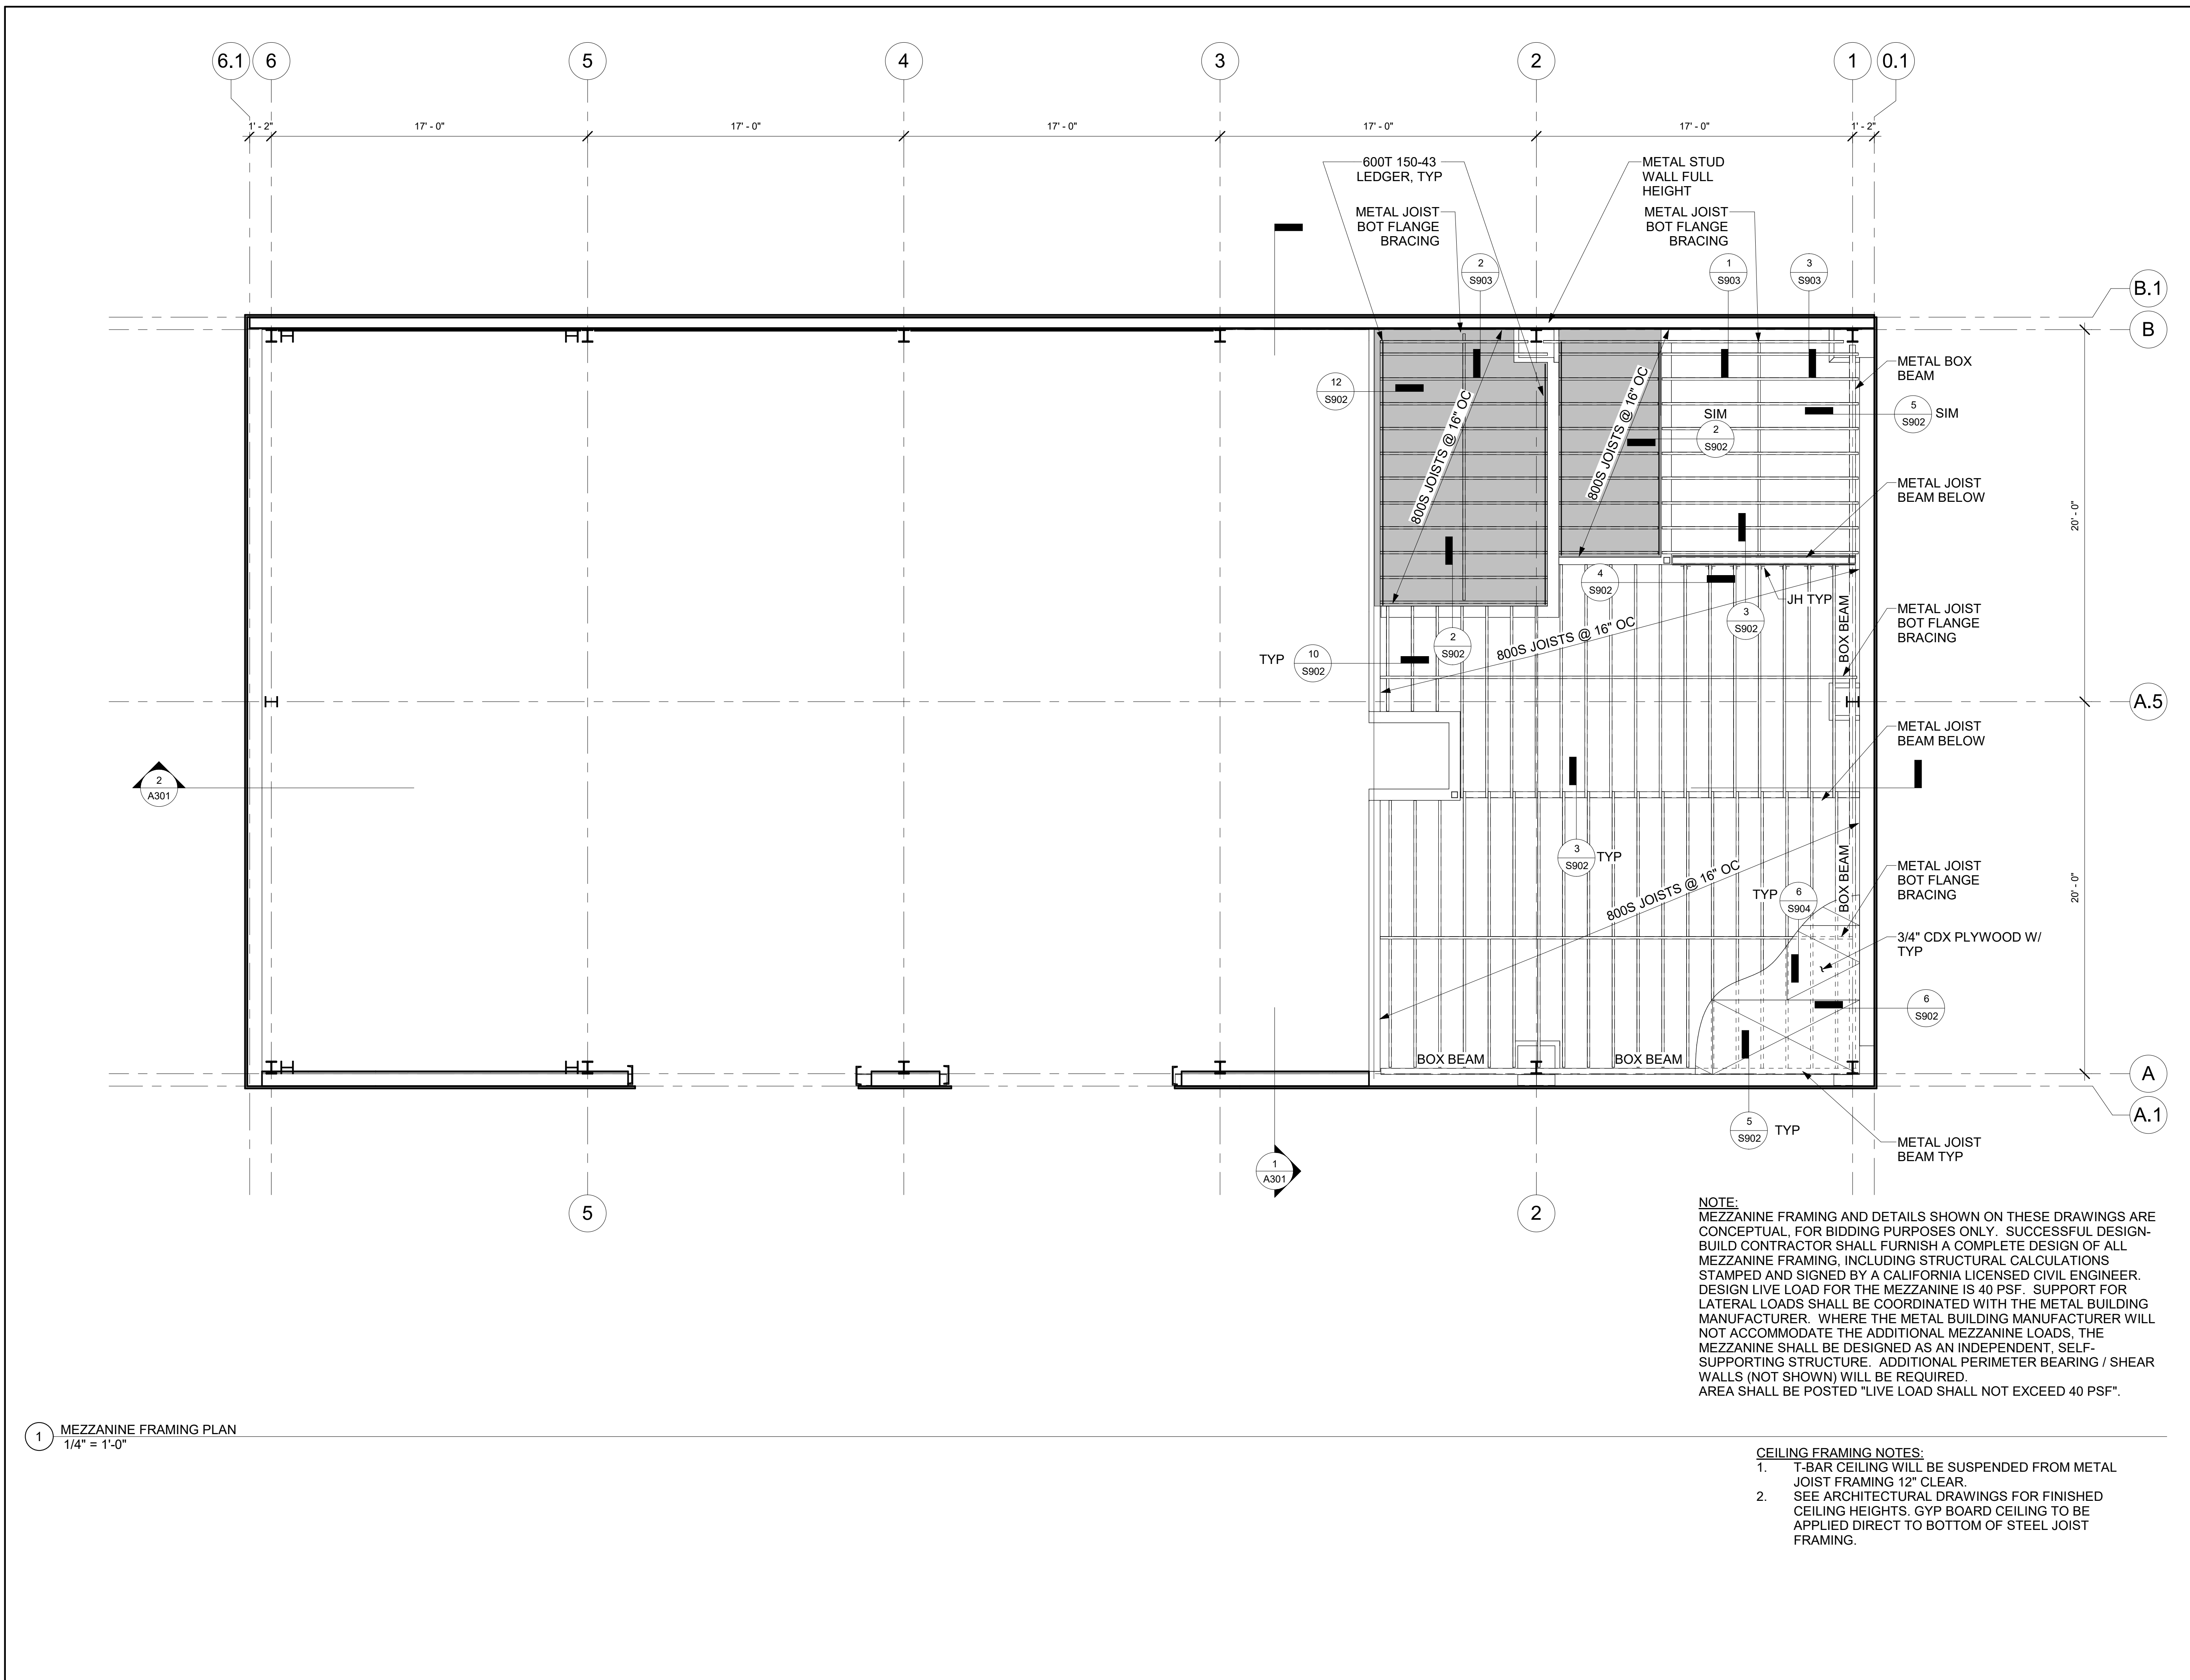 6.1
6
5
4
3
2
1
0.1
1' - 2"
17' - 0"
17' - 0"
17' - 0"
17' - 0"
17' - 0"
1' - 2"
600T 150-43
LEDGER, TYP
METAL STUD
WALL FULL
HEIGHT
METAL JOIST
BOT FLANGE
BRACING
METAL JOIST
BOT FLANGE
BRACING
2
S903
1
S903
3
S903
B.1
B
METAL BOX
BEAM
12
S902
800S JOISTS @ 16" OC
800S JOISTS @ 16" OC
SIM
2
S902
5
S902
SIM
METAL JOIST
BEAM BELOW
20' - 0"
4
S902
JH TYP
3
S902
METAL JOIST
BOT FLANGE
BRACING
BOX BEAM
800S JOISTS @ 16" OC
2
S902
TYP
10
S902
A.5
METAL JOIST
BEAM BELOW
2
A301
3
S902
TYP
800S JOISTS @ 16" OC
BOX BEAM
METAL JOIST
BOT FLANGE
BRACING
20' - 0"
TYP
6
S904
3/4" CDX PLYWOOD W/
TYP
6
S902
BOX BEAM
BOX BEAM
A
A.1
5
S902
TYP
METAL JOIST
BEAM TYP
1
A301
5
2
NOTE:
MEZZANINE FRAMING AND DETAILS SHOWN ON THESE DRAWINGS ARE
CONCEPTUAL, FOR BIDDING PURPOSES ONLY. SUCCESSFUL DESIGN-
BUILD CONTRACTOR SHALL FURNISH A COMPLETE DESIGN OF ALL
MEZZANINE FRAMING, INCLUDING STRUCTURAL CALCULATIONS
STAMPED AND SIGNED BY A CALIFORNIA LICENSED CIVIL ENGINEER.
DESIGN LIVE LOAD FOR THE MEZZANINE IS 40 PSF. SUPPORT FOR
LATERAL LOADS SHALL BE COORDINATED WITH THE METAL BUILDING
MANUFACTURER. WHERE THE METAL BUILDING MANUFACTURER WILL
NOT ACCOMMODATE THE ADDITIONAL MEZZANINE LOADS, THE
MEZZANINE SHALL BE DESIGNED AS AN INDEPENDENT, SELF-
SUPPORTING STRUCTURE. ADDITIONAL PERIMETER BEARING / SHEAR
WALLS (NOT SHOWN) WILL BE REQUIRED.
AREA SHALL BE POSTED "LIVE LOAD SHALL NOT EXCEED 40 PSF".
1
MEZZANINE FRAMING PLAN
1/4" = 1'-0"
CEILING FRAMING NOTES:
1. T-BAR CEILING WILL BE SUSPENDED FROM METAL
JOIST FRAMING 12" CLEAR.
2. SEE ARCHITECTURAL DRAWINGS FOR FINISHED
CEILING HEIGHTS. GYP BOARD CEILING TO BE
APPLIED DIRECT TO BOTTOM OF STEEL JOIST
FRAMING.